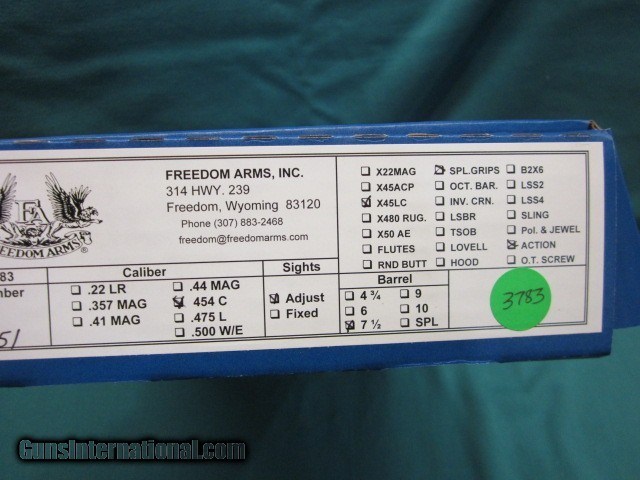 FREEDOM ARMS, INC.
314 HWY. 239
Freedom, Wyoming 83120
Phone (307) 883-2468
freedom@freedomarms.com
FA
FREEDOM ARMS®
X22MAG SPL.GRIPS B2X6
X45ACP OCT. BAR. LSS2
X45LC INV. CRN. LSS4
X480 RUG. LSBR SLING
X50 AE TSOB Pol. & JEWEL
FLUTES LOVELL ACTION
RND BUTT HOOD O.T. SCREW
83 Caliber Sights Barrel
mber .22 LR .44 MAG Adjust 4 ¾ 9
.357 MAG 454 C Fixed 6 10
.41 MAG .475 L 7 ½ SPL
.500 W/E
51
3783
GunsInternational.com